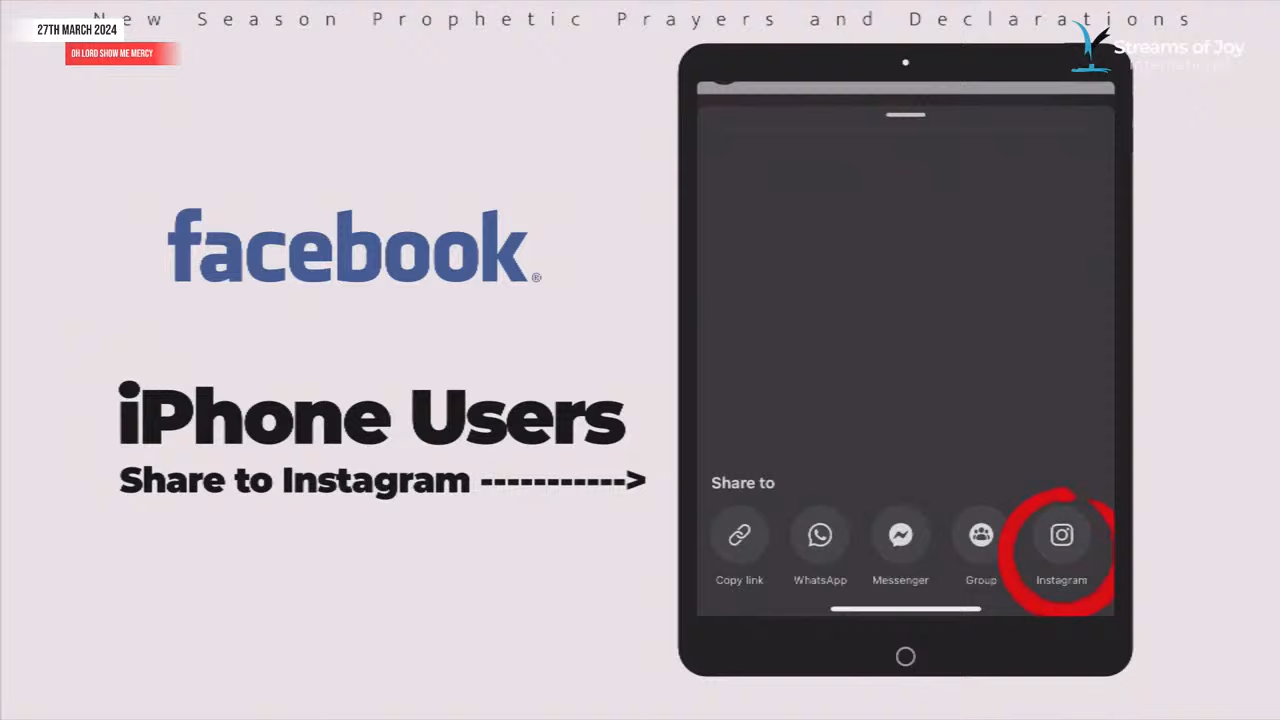 New Season Prophetic Prayers and Declarations
27TH MARCH 2024
OH LORD SHOW ME MERCY
Streams of Joy
International
facebook®
iPhone Users
Share to Instagram ----------->
Share to
Copy link
WhatsApp
Messenger
Group
Instagram